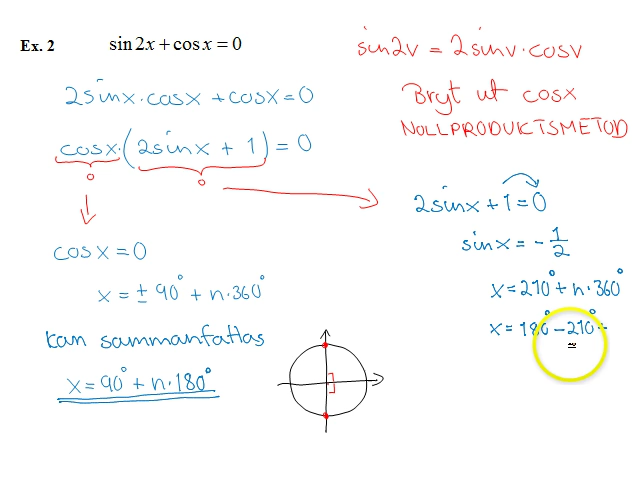 Ex. 2 sin 2x + cos x = 0
sin2v = 2sinv·cosv
2sinx·cosx + cosx = 0
Bryt ut cosx
NOLLPRODUKTSMETOD
cosx·(2sinx + 1) = 0
0 0
2sinx + 1 = 0
sinx = -1/2
cosx = 0
x = ± 90° + n·360°
x = 210° + n·360°
x = 180° - 210° +
kan sammanfattas
x = 90° + n·180°